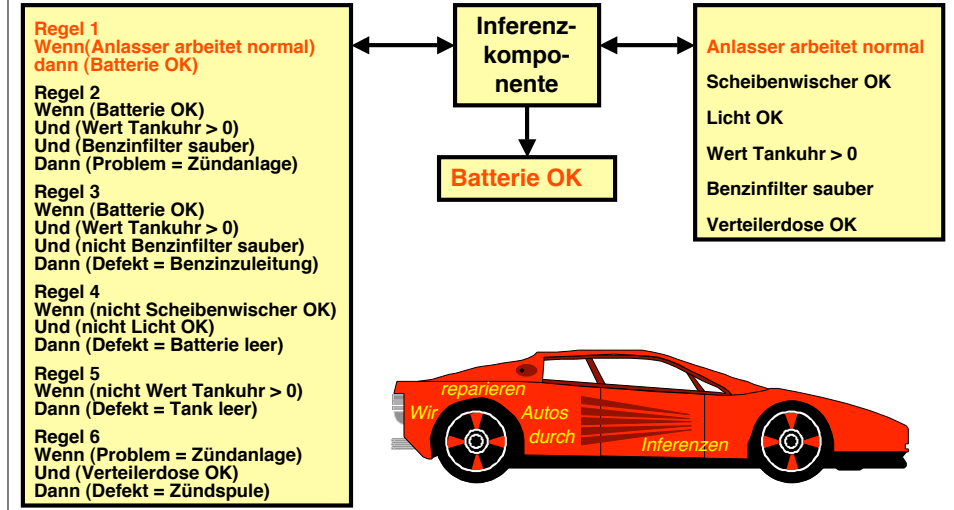 Regel 1
Wenn(Anlasser arbeitet normal)
dann (Batterie OK)
Regel 2
Wenn (Batterie OK)
Und (Wert Tankuhr > 0)
Und (Benzinfilter sauber)
Dann (Problem = Zündanlage)
Regel 3
Wenn (Batterie OK)
Und (Wert Tankuhr > 0)
Und (nicht Benzinfilter sauber)
Dann (Defekt = Benzinzuleitung)
Regel 4
Wenn (nicht Scheibenwischer OK)
Und (nicht Licht OK)
Dann (Defekt = Batterie leer)
Regel 5
Wenn (nicht Wert Tankuhr > 0)
Dann (Defekt = Tank leer)
Regel 6
Wenn (Problem = Zündanlage)
Und (Verteilerdose OK)
Dann (Defekt = Zündspule)
Inferenz-
kompo-
nente
Batterie OK
Anlasser arbeitet normal
Scheibenwischer OK
Licht OK
Wert Tankuhr > 0
Benzinfilter sauber
Verteilerdose OK
Wir
reparieren
Autos
durch
Inferenzen